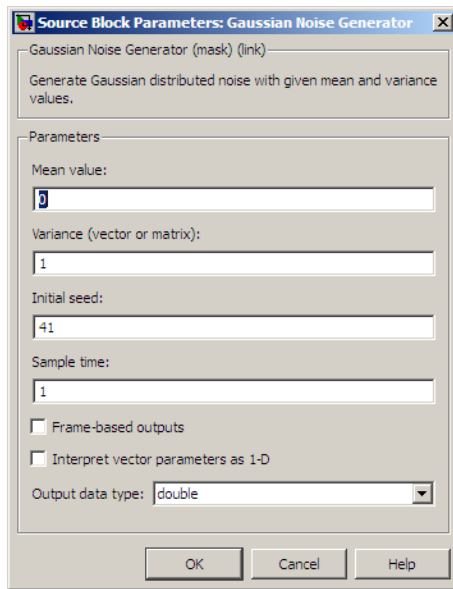 Source Block Parameters: Gaussian Noise Generator
Gaussian Noise Generator (mask) (link)
Generate Gaussian distributed noise with given mean and variance
values.
Parameters
Mean value:
0
Variance (vector or matrix):
1
Initial seed:
41
Sample time:
1
Frame-based outputs
Interpret vector parameters as 1-D
Output data type: double
OK Cancel Help